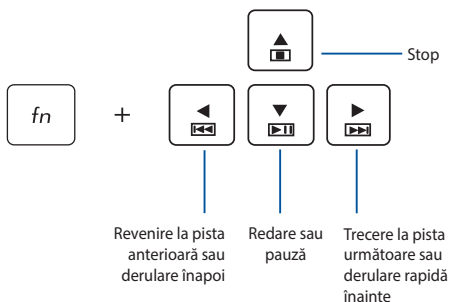 Stop
fn
+
Revenire la pista
anterioară sau
derulare înapoi
Redare sau
pauză
Trecere la pista
următoare sau
derulare rapidă
înainte